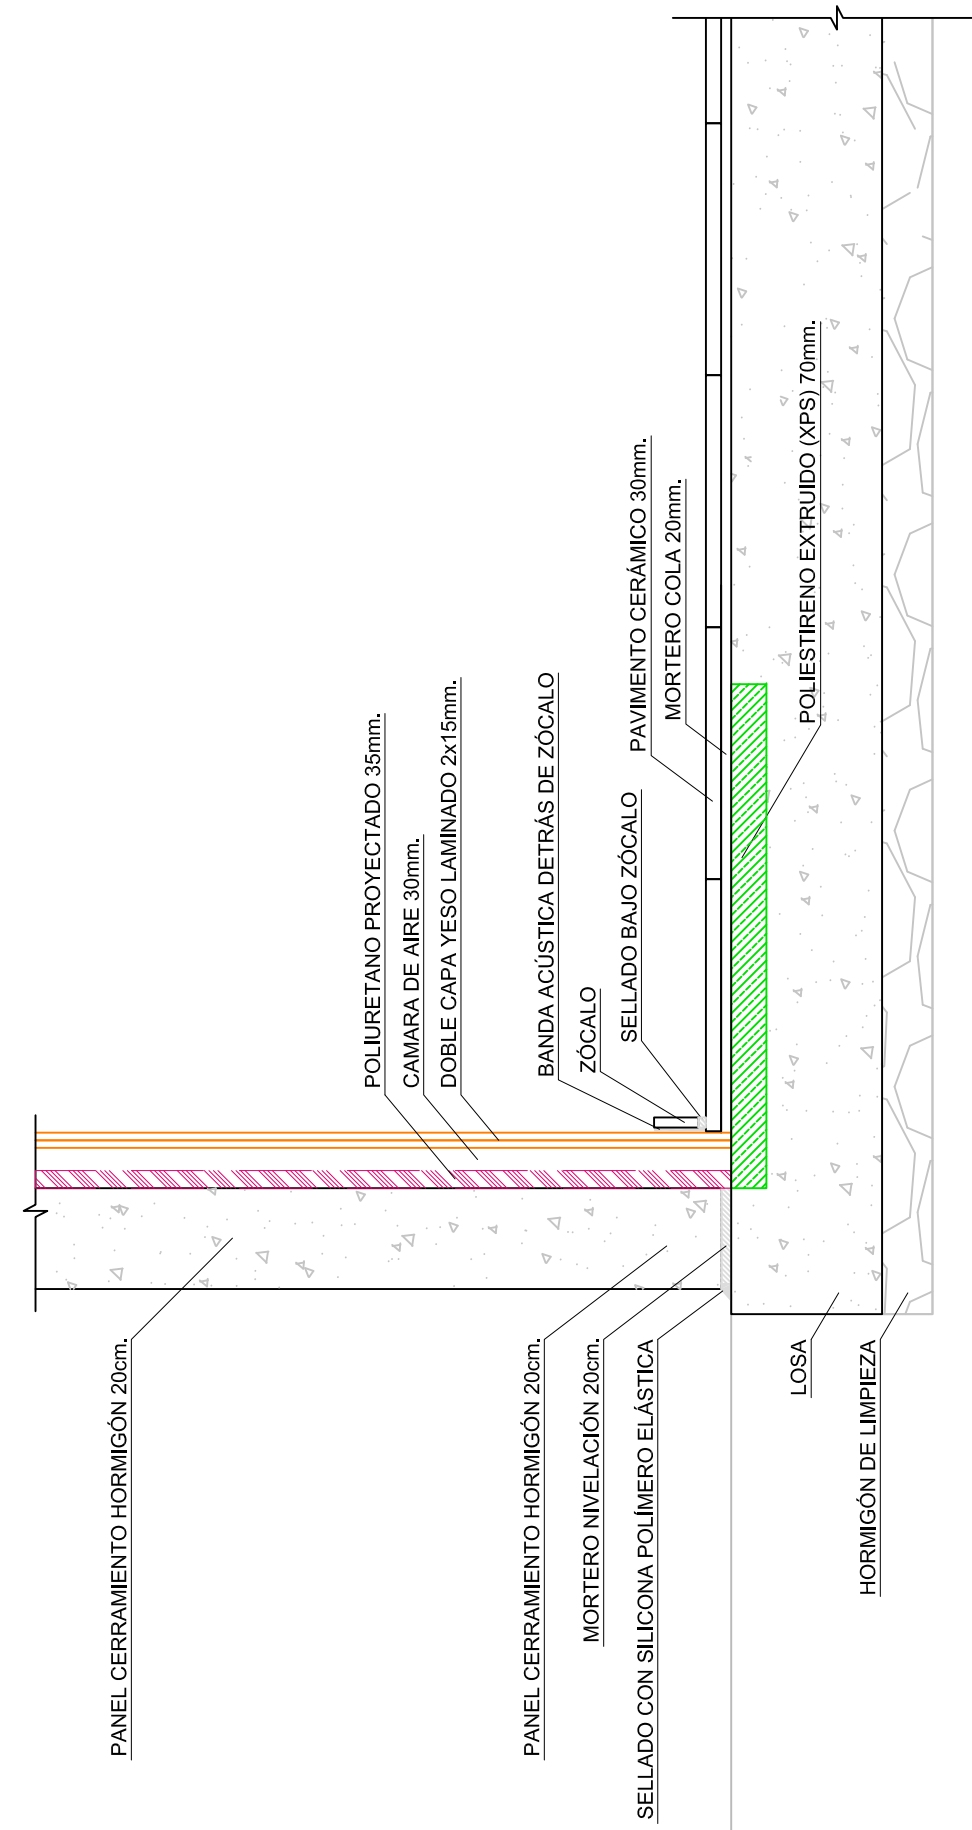 PANEL CERRAMIENTO HORMIGÓN 20cm.
POLIURETANO PROYECTADO 35mm.
CAMARA DE AIRE 30mm.
DOBLE CAPA YESO LAMINADO 2x15mm.
PANEL CERRAMIENTO HORMIGÓN 20cm.
BANDA ACÚSTICA DETRÁS DE ZÓCALO
MORTERO NIVELACIÓN 20cm.
ZÓCALO
SELLADO CON SILICONA POLÍMERO ELÁSTICA
SELLADO BAJO ZÓCALO
PAVIMENTO CERÁMICO 30mm.
MORTERO COLA 20mm.
LOSA
POLIESTIRENO EXTRUIDO (XPS) 70mm.
HORMIGÓN DE LIMPIEZA